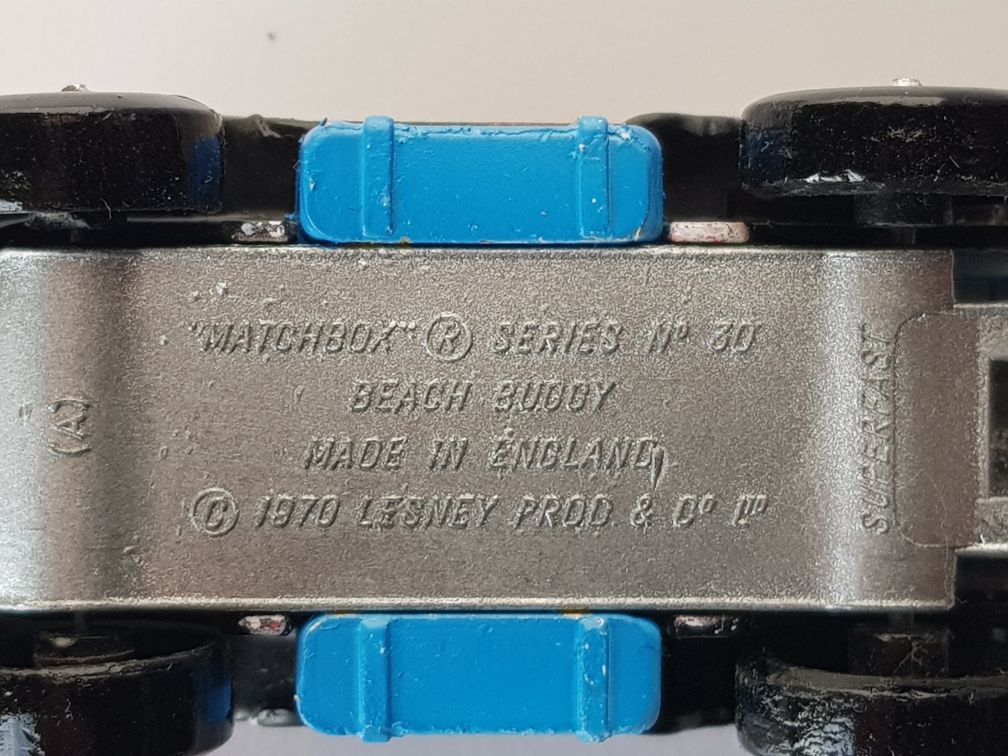 "MATCHBOX" ® SERIES Nº 30
BEACH BUGGY
MADE IN ENGLAND
© 1970 LESNEY PROD & Cº Lᵀᴰ
(A)
SUPERFAST